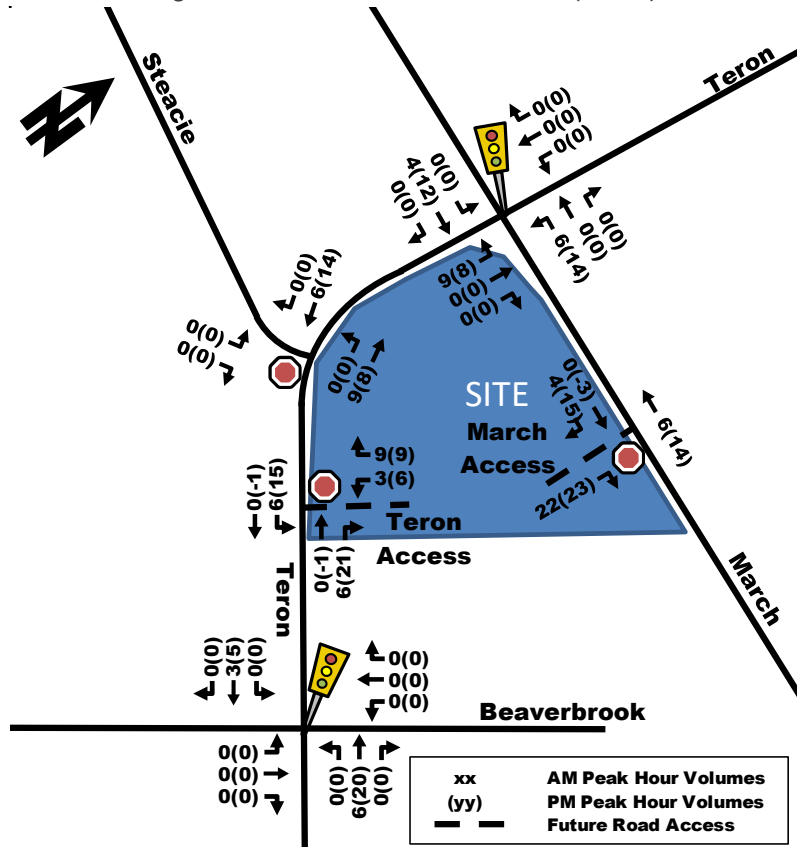 Steacie
March
Teron
N
0(0)
0(0)
0(0)
0(0)
4(12)
0(0)
0(0)
0(0)
6(14)
0(0)
6(14)
9(8)
0(0)
0(0)
0(0)
0(0)
0(0)
9(8)
SITE
March
Access
0(-3)
4(15)
6(14)
22(23)
9(9)
3(6)
0(-1)
6(15)
Teron
Access
0(-1)
6(21)
Teron
0(0)
3(5)
0(0)
0(0)
0(0)
0(0)
Beaverbrook
0(0)
0(0)
0(0)
0(0)
6(20)
0(0)
xx AM Peak Hour Volumes
(yy) PM Peak Hour Volumes
Future Road Access